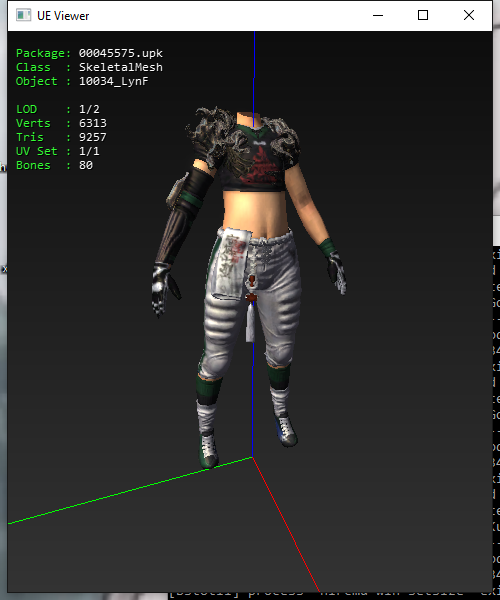 UE Viewer
Package: 00045575.upk
Class  : SkeletalMesh
Object : 10034_LynF
LOD    : 1/2
Verts  : 6313
Tris   : 9257
UV Set : 1/1
Bones  : 80